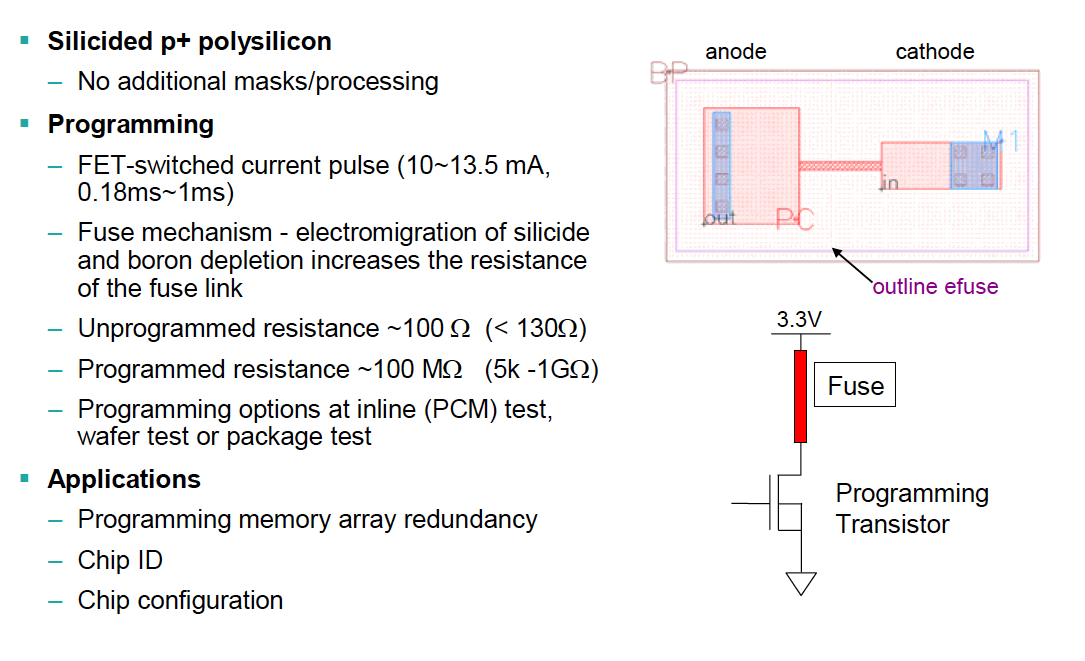 ▪ Silicided p+ polysilicon
– No additional masks/processing
▪ Programming
– FET-switched current pulse (10~13.5 mA,
0.18ms~1ms)
– Fuse mechanism - electromigration of silicide
and boron depletion increases the resistance
of the fuse link
– Unprogrammed resistance ~100 Ω (< 130Ω)
– Programmed resistance ~100 MΩ (5k -1GΩ)
– Programming options at inline (PCM) test,
wafer test or package test
▪ Applications
– Programming memory array redundancy
– Chip ID
– Chip configuration
anode cathode
BP
M1
in
out PC
outline efuse
3.3V
Fuse
Programming
Transistor